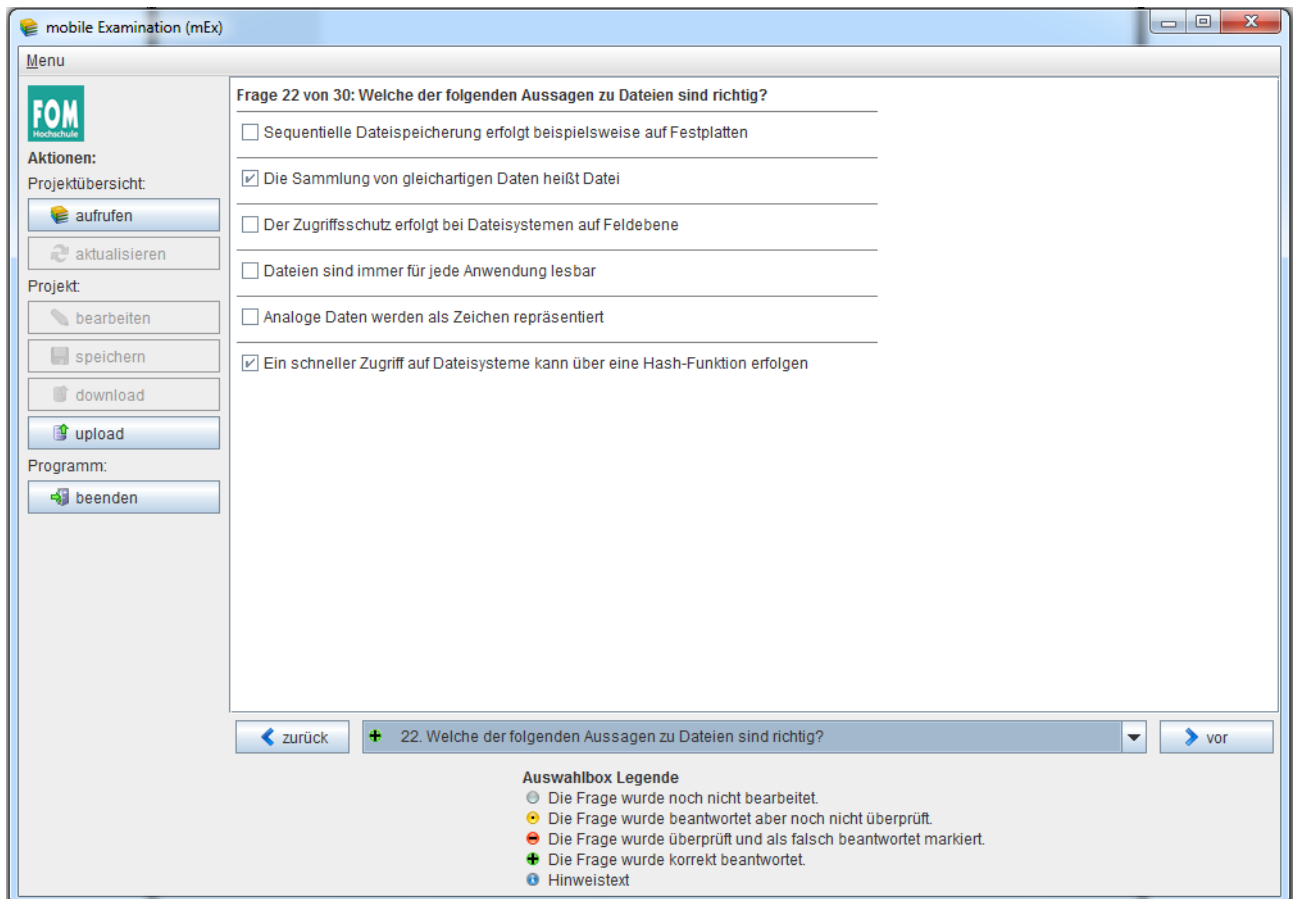 mobile Examination (mEx)
Menu
FOM
Hochschule
Aktionen:
Projektübersicht:
aufrufen
aktualisieren
Projekt:
bearbeiten
speichern
download
upload
Programm:
beenden
Frage 22 von 30: Welche der folgenden Aussagen zu Dateien sind richtig?
Sequentielle Dateispeicherung erfolgt beispielsweise auf Festplatten
Die Sammlung von gleichartigen Daten heißt Datei
Der Zugriffsschutz erfolgt bei Dateisystemen auf Feldebene
Dateien sind immer für jede Anwendung lesbar
Analoge Daten werden als Zeichen repräsentiert
Ein schneller Zugriff auf Dateisysteme kann über eine Hash-Funktion erfolgen
zurück
22. Welche der folgenden Aussagen zu Dateien sind richtig?
vor
Auswahlbox Legende
Die Frage wurde noch nicht bearbeitet.
Die Frage wurde beantwortet aber noch nicht überprüft.
Die Frage wurde überprüft und als falsch beantwortet markiert.
Die Frage wurde korrekt beantwortet.
Hinweistext